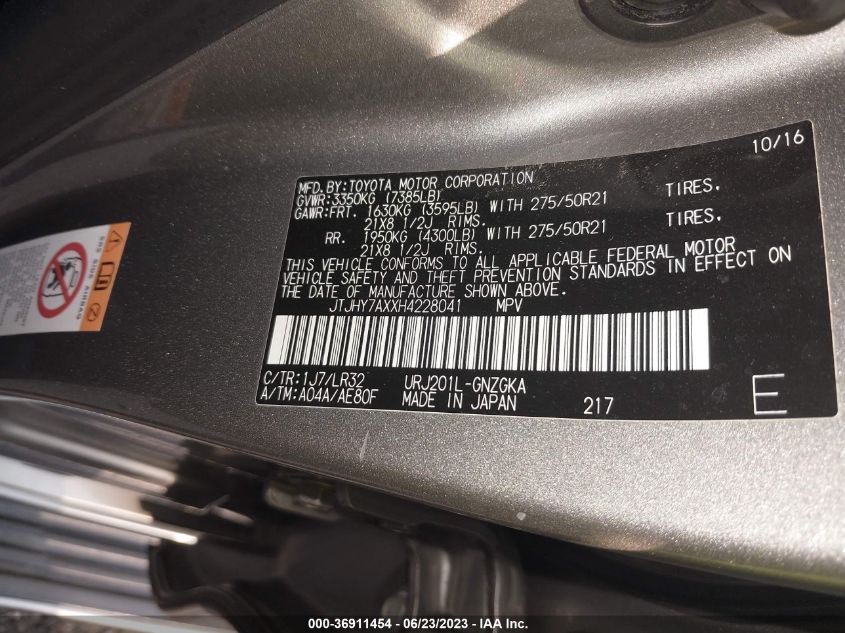 10/16
MFD. BY:TOYOTA MOTOR CORPORATION
GVWR:3350KG (7385LB)
GAWR:FRT. 1630KG (3595LB) WITH 275/50R21 TIRES.
21X8 1/2J RIMS.
RR. 1950KG (4300LB) WITH 275/50R21 TIRES.
21X8 1/2J RIMS.
THIS VEHICLE CONFORMS TO ALL APPLICABLE FEDERAL MOTOR
VEHICLE SAFETY AND THEFT PREVENTION STANDARDS IN EFFECT ON
THE DATE OF MANUFACTURE SHOWN ABOVE.
JTJHY7AXXH4228041 MPV
C/TR:1J7/LR32 URJ201L-GNZGKA
A/TM:A04A/AE80F MADE IN JAPAN 217 E
SRS SIDE AIRBAG
000-36911454 - 06/23/2023 - IAA Inc.